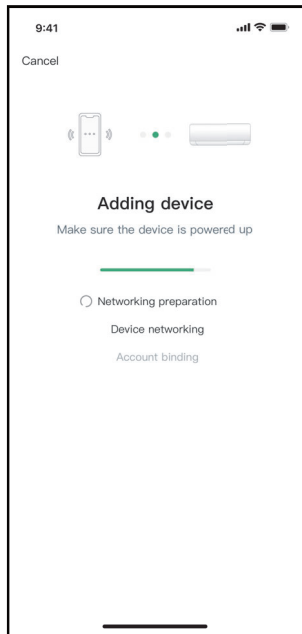 9:41
Cancel
Adding device
Make sure the device is powered up
Networking preparation
Device networking
Account binding